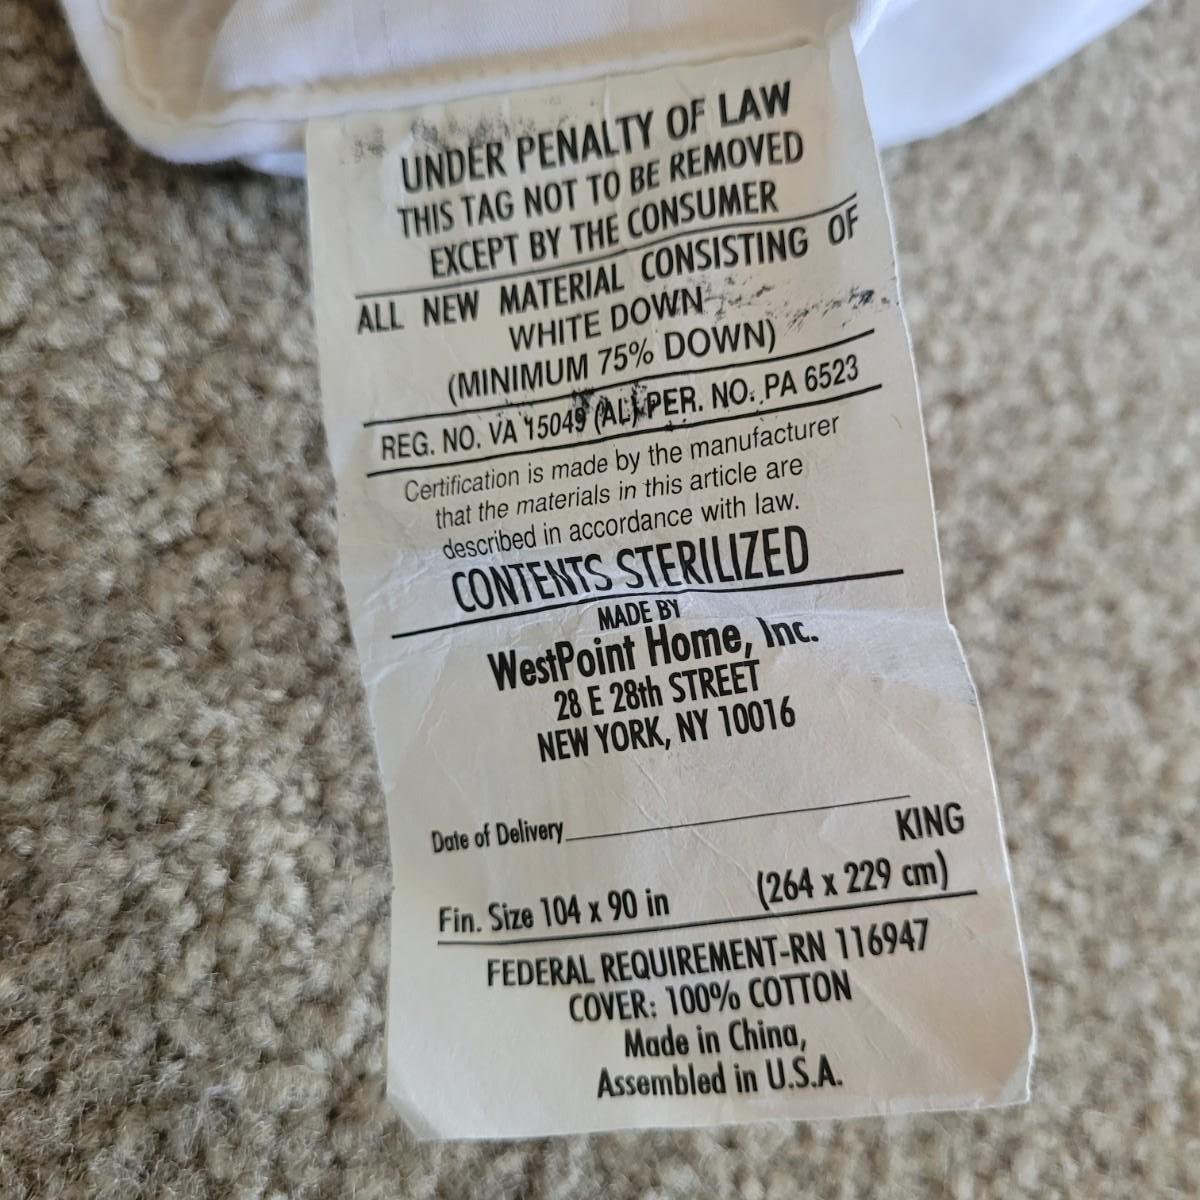 UNDER PENALTY OF LAW
THIS TAG NOT TO BE REMOVED
EXCEPT BY THE CONSUMER
ALL NEW MATERIAL CONSISTING OF
WHITE DOWN
(MINIMUM 75% DOWN)
REG. NO. VA 15049 (AL) PER. NO. PA 6523
Certification is made by the manufacturer
that the materials in this article are
described in accordance with law.
CONTENTS STERILIZED
MADE BY
WestPoint Home, Inc.
28 E 28th STREET
NEW YORK, NY 10016
Date of Delivery
KING
Fin. Size 104 x 90 in (264 x 229 cm)
FEDERAL REQUIREMENT-RN 116947
COVER: 100% COTTON
Made in China,
Assembled in U.S.A.